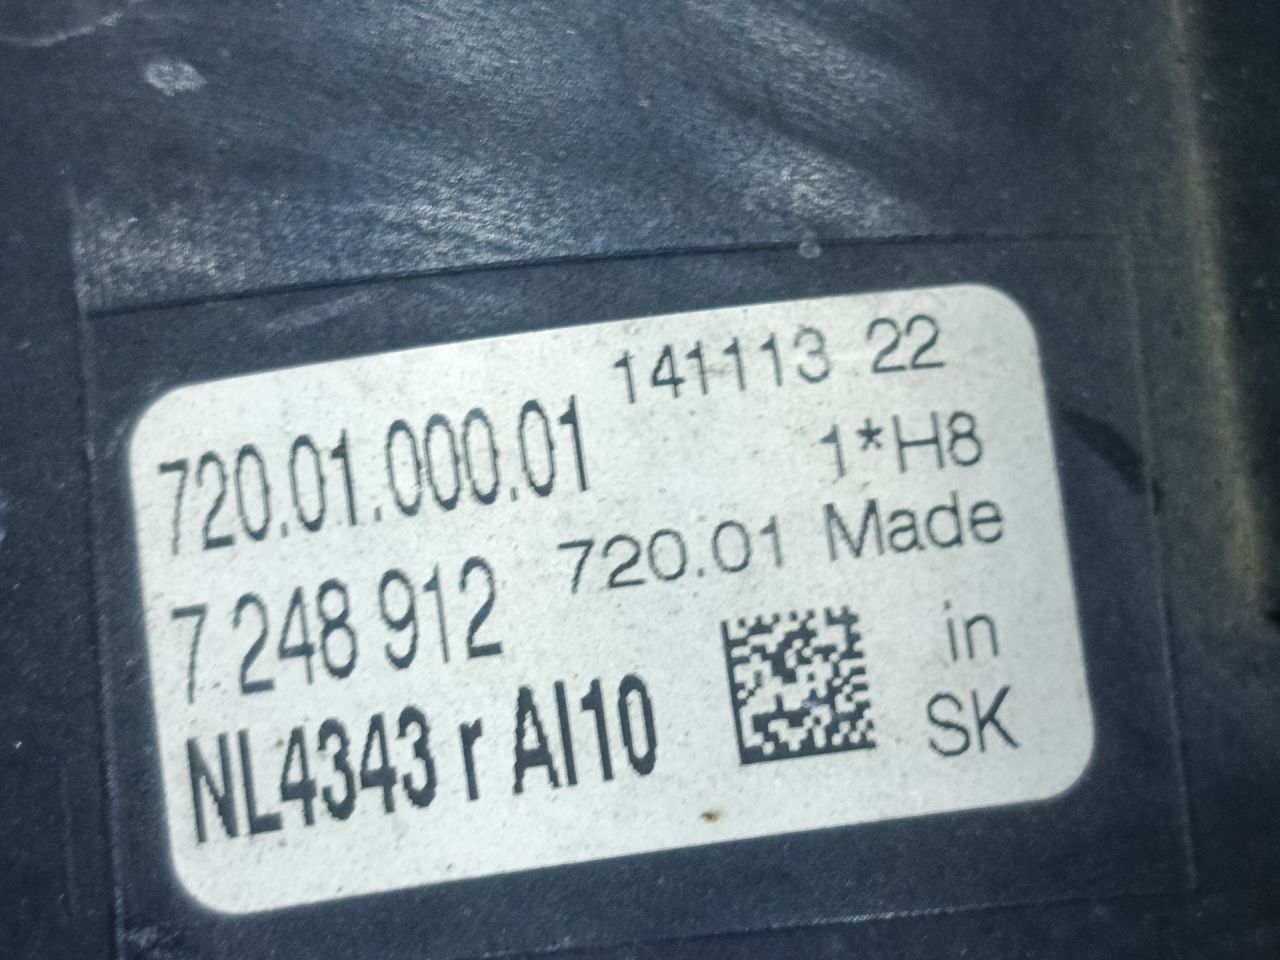 141113 22
720.01.000.01
1*H8
7 248 912
720.01 Made
in
NL4343 r AI10
SK